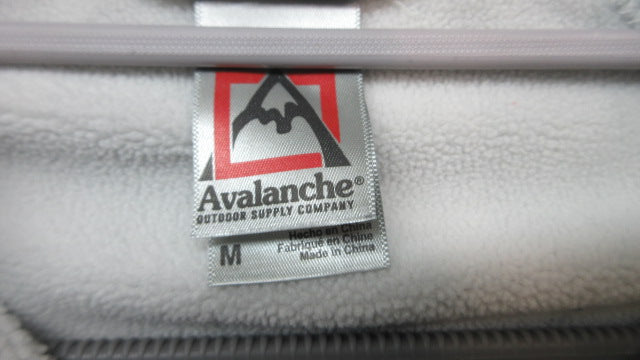 Avalanche®
OUTDOOR SUPPLY COMPANY
M
Hecho en China
Fabriqué en Chine
Made in China